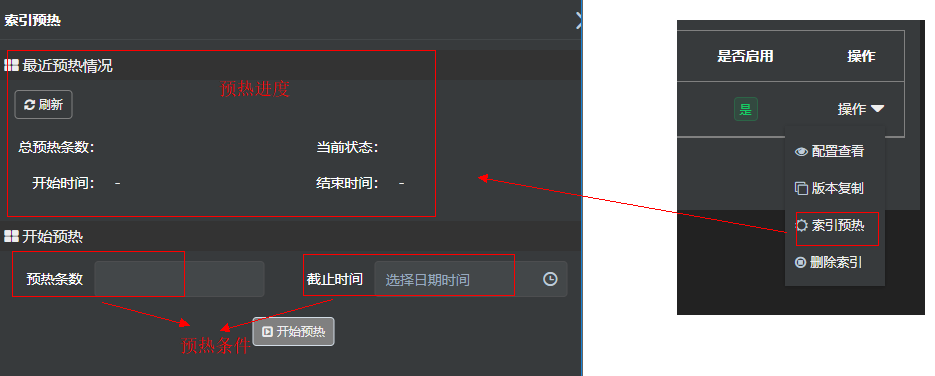 索引预热
最近预热情况
预热进度
刷新
总预热条数:
当前状态:
开始时间: -
结束时间: -
开始预热
预热条数
截止时间
选择日期时间
开始预热
预热条件
是否启用
操作
是
操作
配置查看
版本复制
索引预热
删除索引